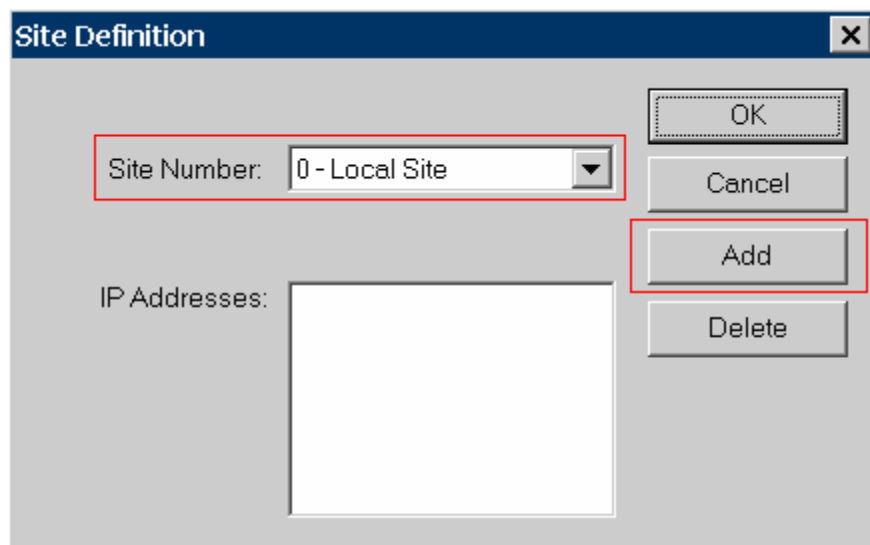 Site Definition
OK
Site Number: 0 - Local Site
Cancel
Add
IP Addresses:
Delete